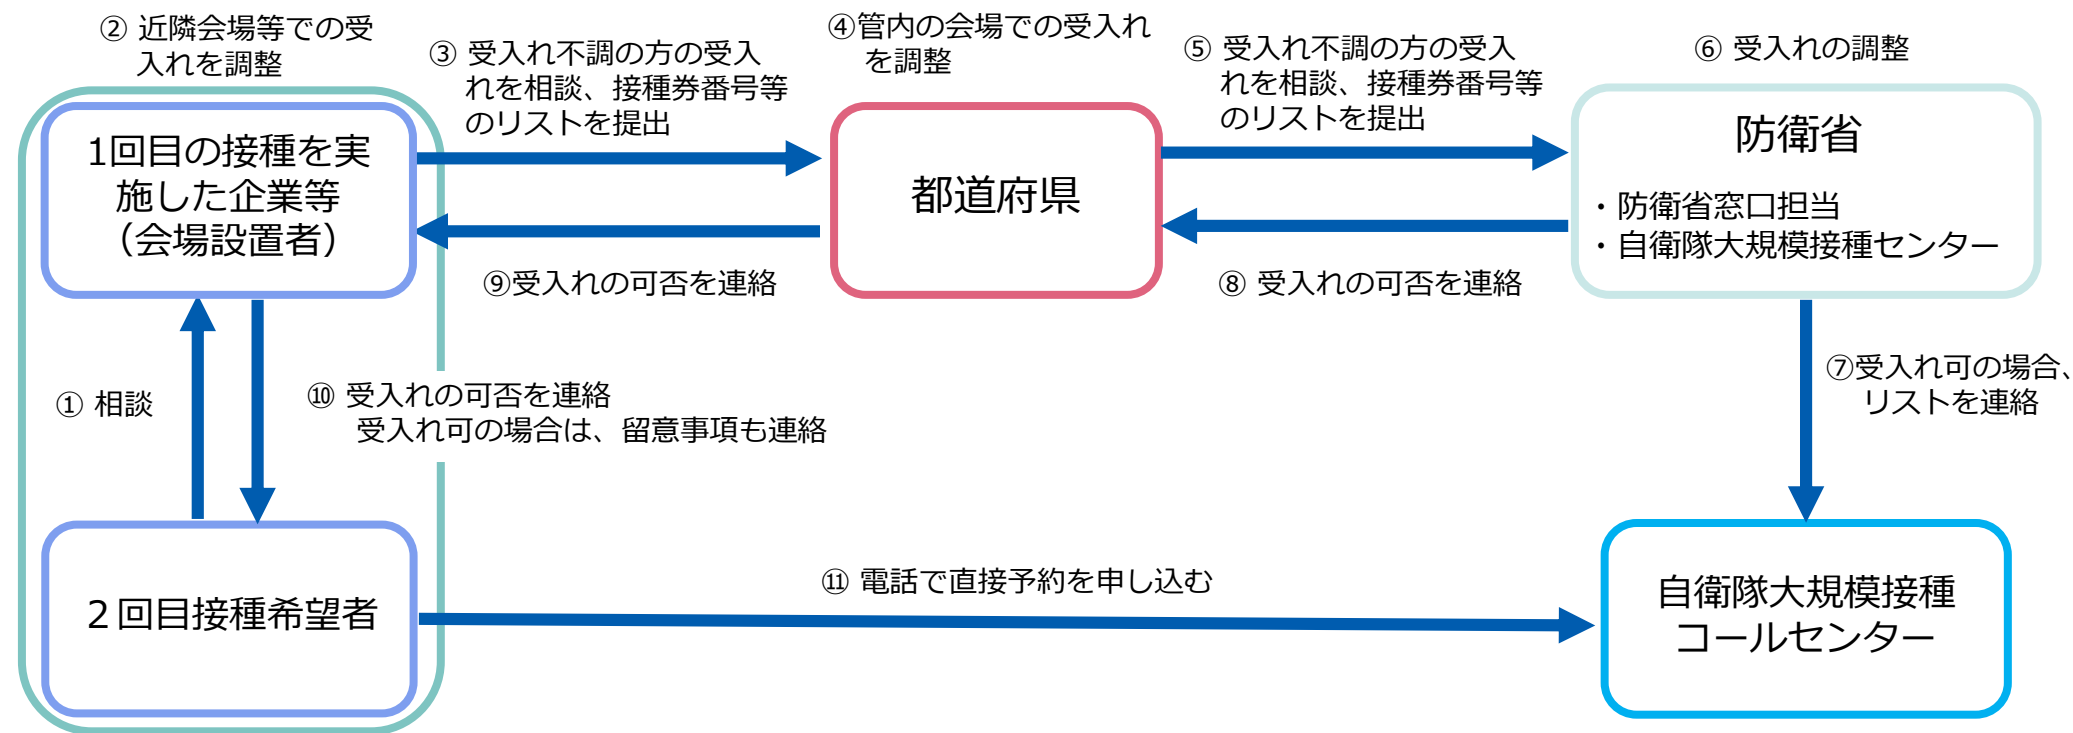 ② 近隣会場等での受
入れを調整
③ 受入れ不調の方の受入
れを相談、接種券番号等
のリストを提出
④管内の会場での受入れ
を調整
⑤ 受入れ不調の方の受入
れを相談、接種券番号等
のリストを提出
⑥ 受入れの調整
1回目の接種を実
施した企業等
（会場設置者）
都道府県
防衛省
・防衛省窓口担当
・自衛隊大規模接種センター
⑨受入れの可否を連絡
⑧ 受入れの可否を連絡
① 相談
⑩ 受入れの可否を連絡
受入れ可の場合は、留意事項も連絡
⑦受入れ可の場合、
リストを連絡
２回目接種希望者
⑪ 電話で直接予約を申し込む
自衛隊大規模接種
コールセンター